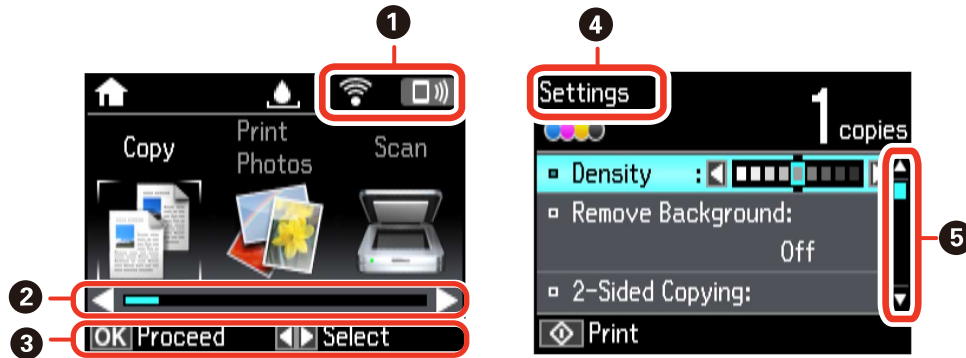 1
4
Settings
1 copies
Copy
Print
Photos
Scan
Density :
Remove Background:
Off
5
2
2-Sided Copying:
3
OK Proceed
Select
Print